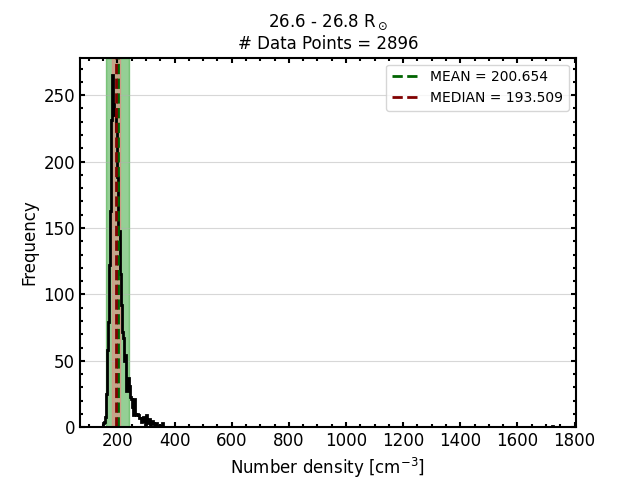 26.6 - 26.8 R⊙
# Data Points = 2896
MEAN = 200.654
MEDIAN = 193.509
Frequency
250
200
150
100
50
0
200 400 600 800 1000 1200 1400 1600 1800
Number density [cm⁻³]